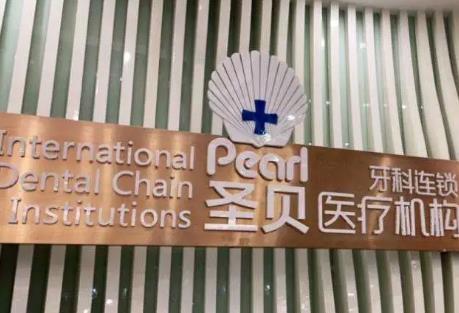 International
Dental Chain
Institutions
Pearl
圣贝
牙科连锁
医疗机构